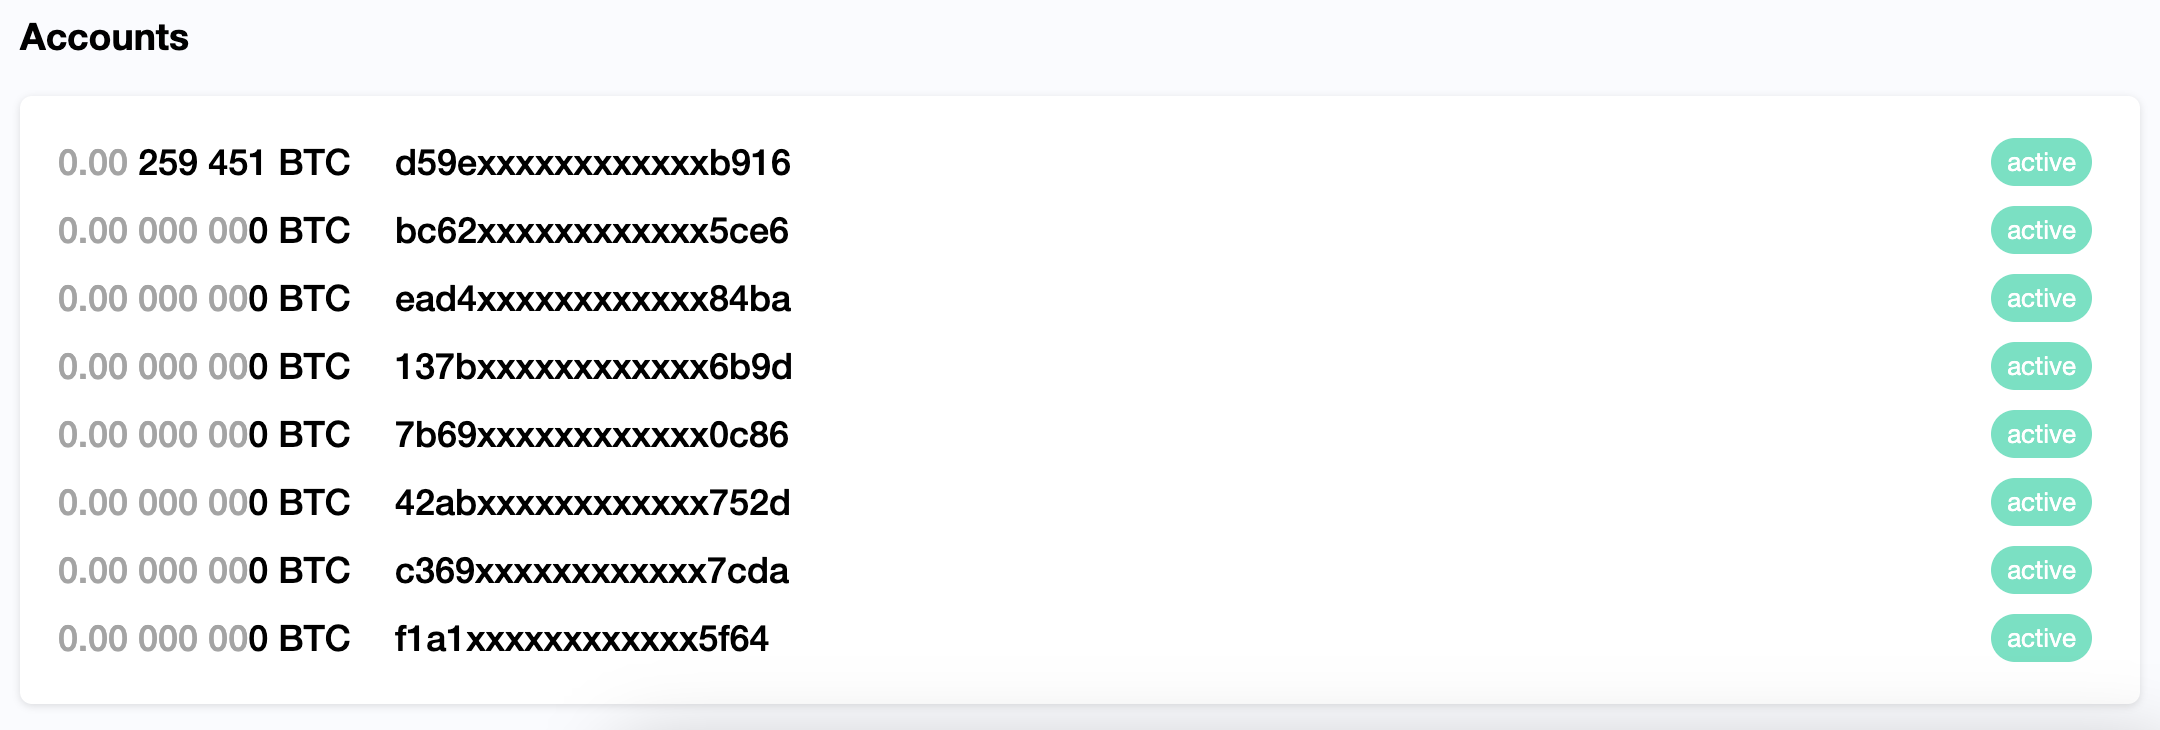 Accounts
0.00 259 451 BTC d59exxxxxxxxxxxxb916 active
0.00 000 000 BTC bc62xxxxxxxxxxxx5ce6 active
0.00 000 000 BTC ead4xxxxxxxxxxxx84ba active
0.00 000 000 BTC 137bxxxxxxxxxxxx6b9d active
0.00 000 000 BTC 7b69xxxxxxxxxxxx0c86 active
0.00 000 000 BTC 42abxxxxxxxxxxxx752d active
0.00 000 000 BTC c369xxxxxxxxxxxx7cda active
0.00 000 000 BTC f1a1xxxxxxxxxxxx5f64 active